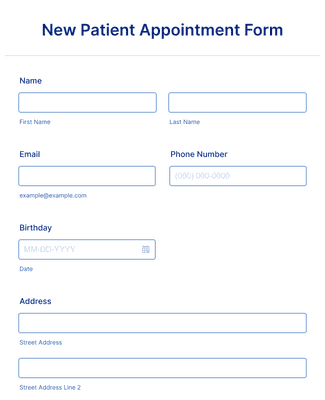 New Patient Appointment Form
Name
First Name Last Name
Email Phone Number
(000) 000-0000
example@example.com
Birthday
MM-DD-YYYY
Date
Address
Street Address
Street Address Line 2